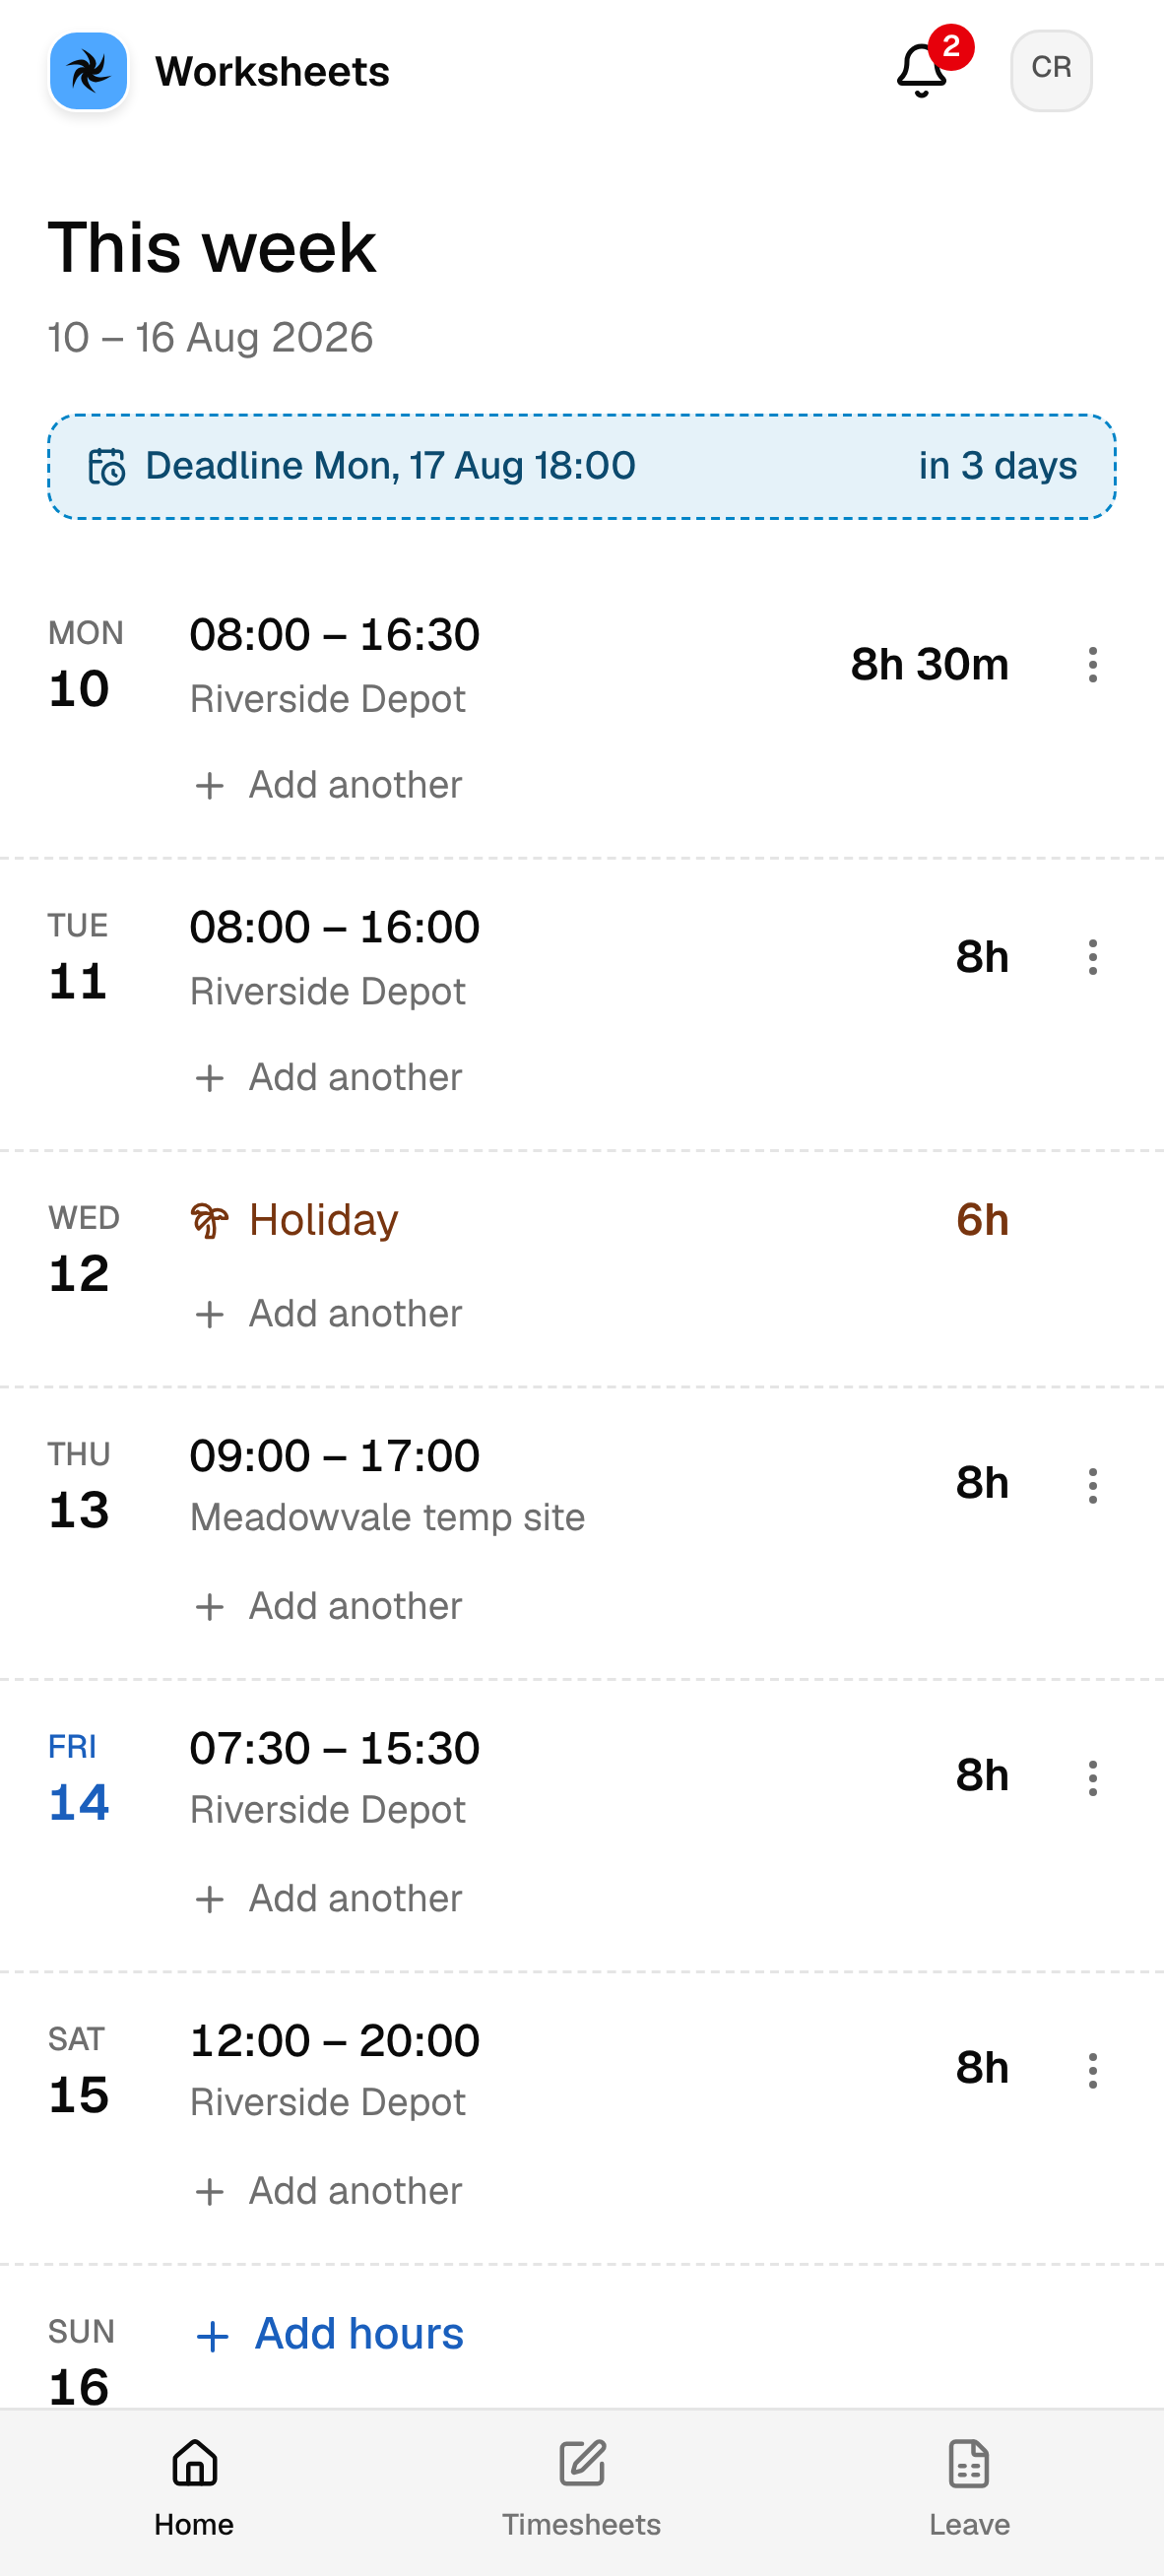 Worksheets
2
CR
This week
10 – 16 Aug 2026
Deadline Mon, 17 Aug 18:00 in 3 days
MON 08:00 – 16:30
10 Riverside Depot 8h 30m
+ Add another
TUE 08:00 – 16:00
11 Riverside Depot 8h
+ Add another
WED Holiday 6h
12
+ Add another
THU 09:00 – 17:00
13 Meadowvale temp site 8h
+ Add another
FRI 07:30 – 15:30
14 Riverside Depot 8h
+ Add another
SAT 12:00 – 20:00
15 Riverside Depot 8h
+ Add another
SUN + Add hours
16
Home Timesheets Leave